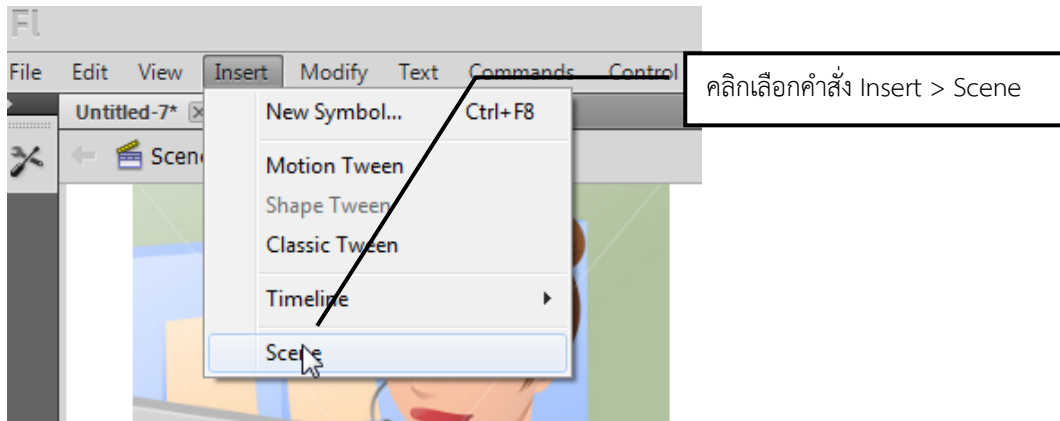 Fl
File Edit View Insert Modify Text Commands Control
คลิกเลือกคำสั่ง Insert > Scene
Untitled-7*
Scen
New Symbol... Ctrl+F8
Motion Tween
Shape Tween
Classic Tween
Timeline
Scene